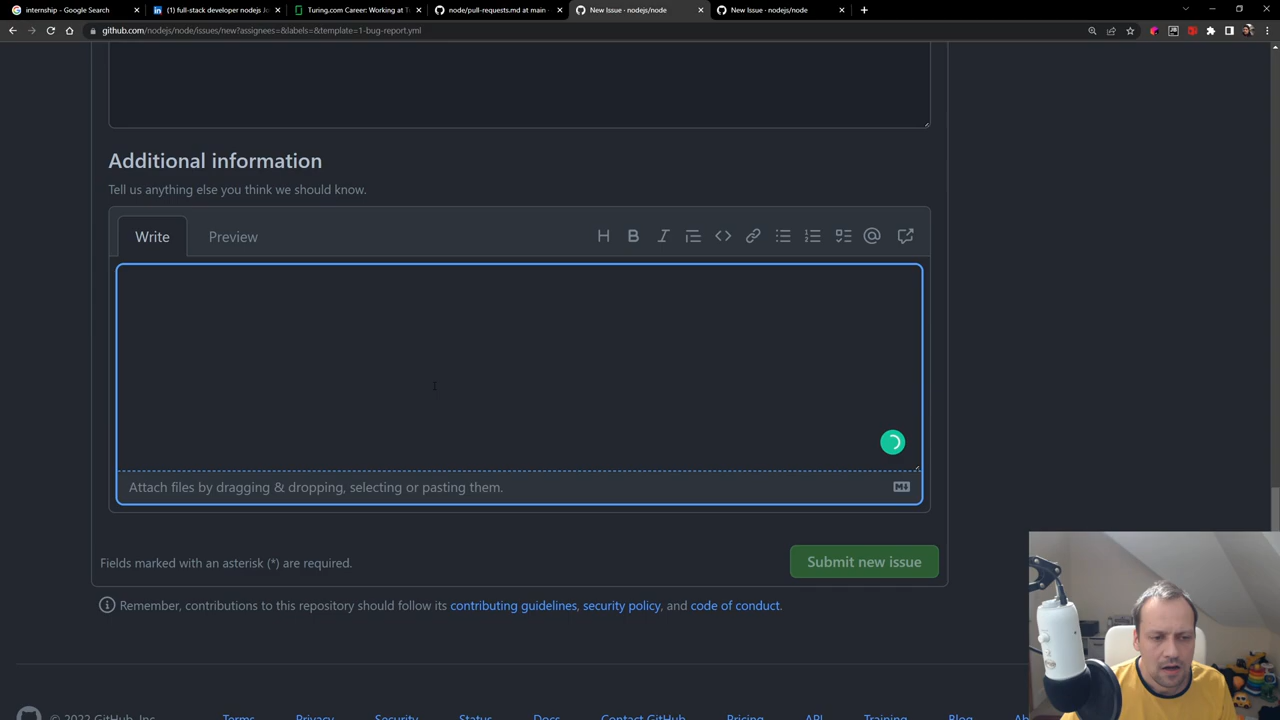 internship - Google Search
(1) full-stack developer nodejs Jo
Turing.com Career: Working at T
node/pull-requests.md at main ·
New Issue · nodejs/node
New Issue · nodejs/node
github.com/nodejs/node/issues/new?assignees=&labels=&template=1-bug-report.yml
Additional information
Tell us anything else you think we should know.
Write
Preview
Attach files by dragging & dropping, selecting or pasting them.
Fields marked with an asterisk (*) are required.
Submit new issue
Remember, contributions to this repository should follow its contributing guidelines, security policy, and code of conduct.
© 2022 GitHub, Inc.
Terms
Privacy
Security
Status
Docs
Contact GitHub
Pricing
API
Training
Blog